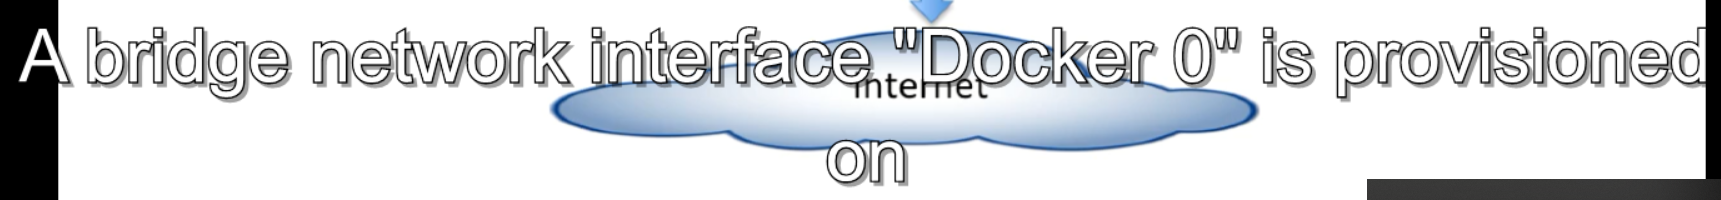 A bridge network interface "Docker 0" is provisioned
internet
on